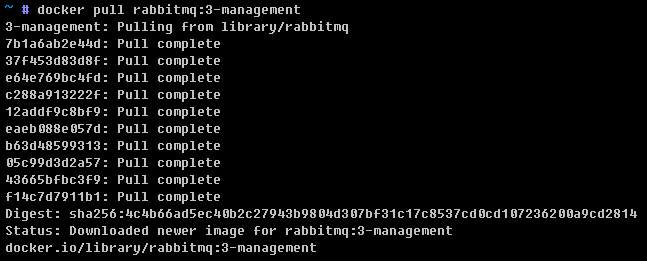 ~ # docker pull rabbitmq:3-management
3-management: Pulling from library/rabbitmq
7b1a6ab2e44d: Pull complete
37f453d83d8f: Pull complete
e64e769bc4fd: Pull complete
c288a913222f: Pull complete
12addf9c8bf9: Pull complete
eaeb088e057d: Pull complete
b63d48599313: Pull complete
05c99d3d2a57: Pull complete
43665bfbc3f9: Pull complete
f14c7d7911b1: Pull complete
Digest: sha256:4c4b66ad5ec40b2c27943b9804d307bf31c17c8537cd0cd107236200a9cd2814
Status: Downloaded newer image for rabbitmq:3-management
docker.io/library/rabbitmq:3-management